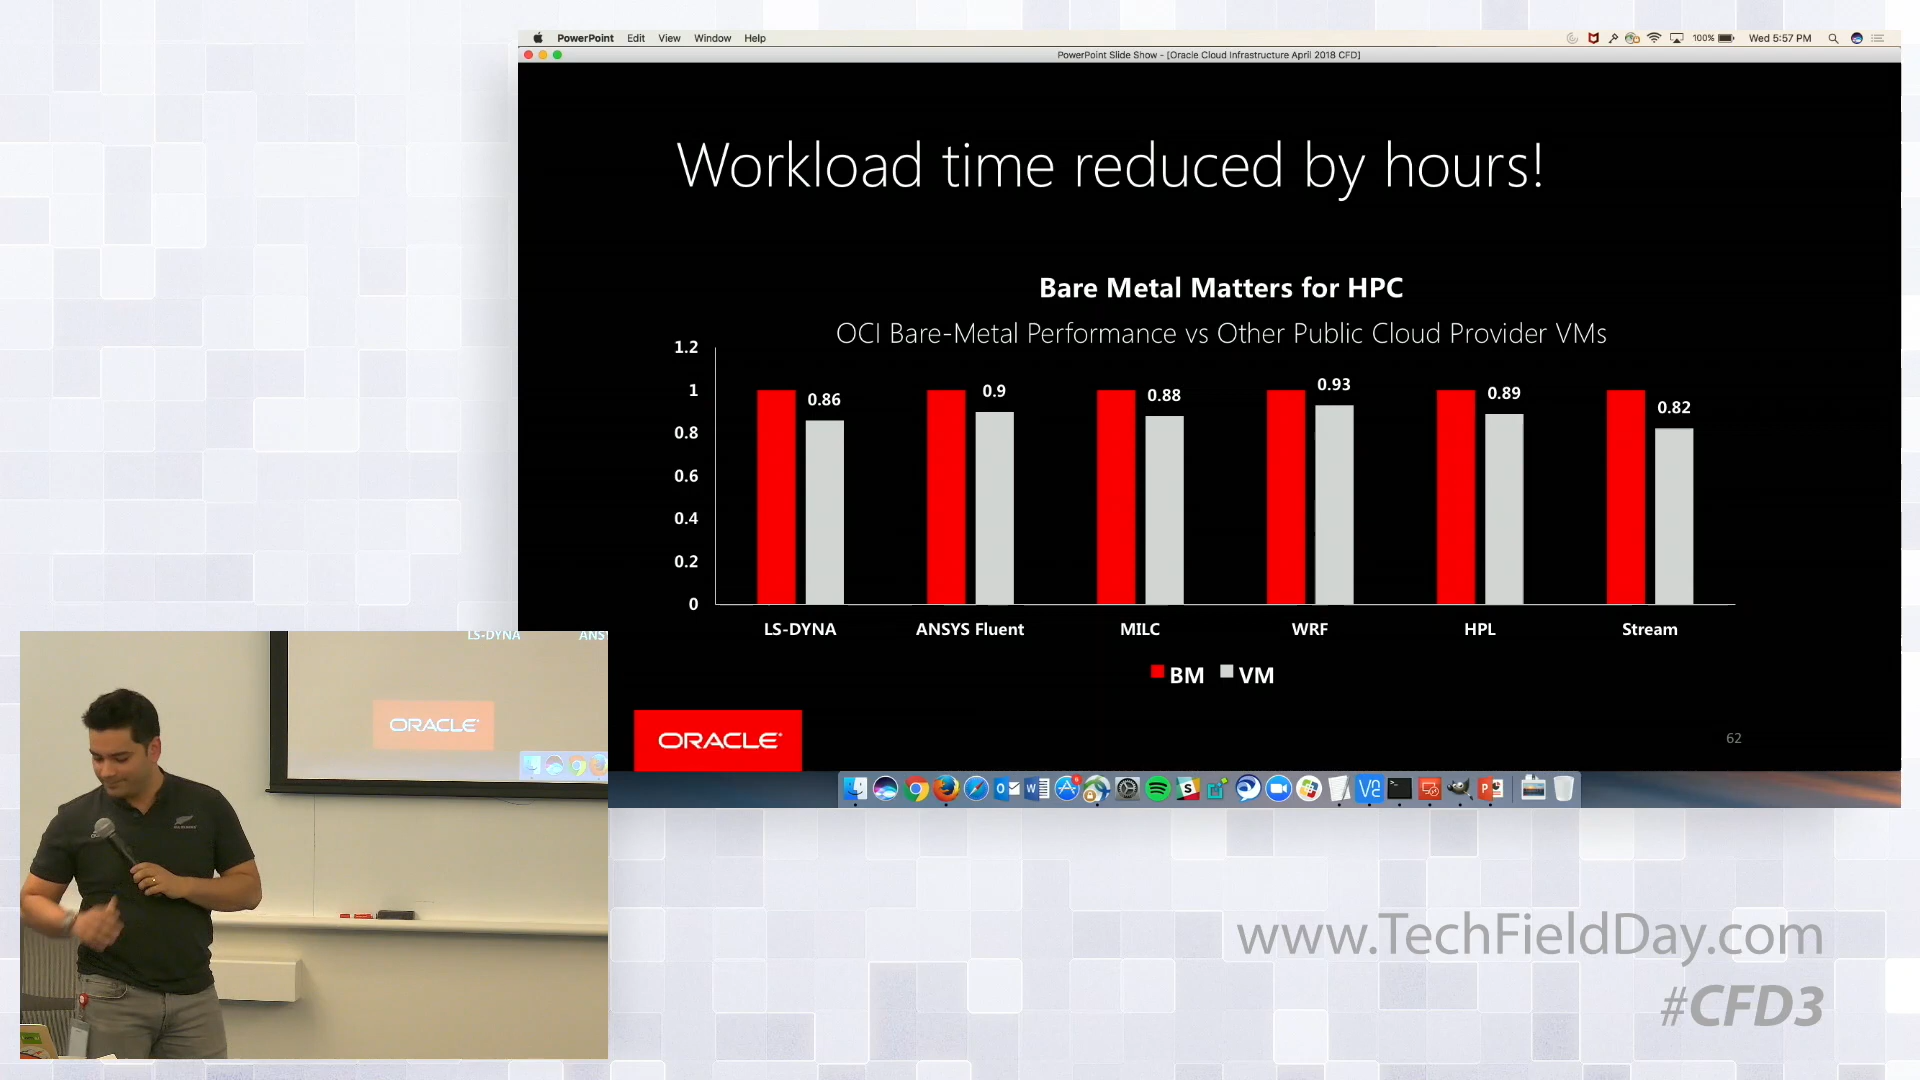 PowerPoint Edit View Window Help
100% Wed 5:57 PM
PowerPoint Slide Show - [Oracle Cloud Infrastructure April 2018 CFD]
Workload time reduced by hours!
Bare Metal Matters for HPC
OCI Bare-Metal Performance vs Other Public Cloud Provider VMs
1.2
1
0.8
0.6
0.4
0.2
0
0.86
0.9
0.88
0.93
0.89
0.82
LS-DYNA ANSYS Fluent MILC WRF HPL Stream
BM VM
ORACLE
62
LS-DYNA ANS
ORACLE
www.TechFieldDay.com
#CFD3